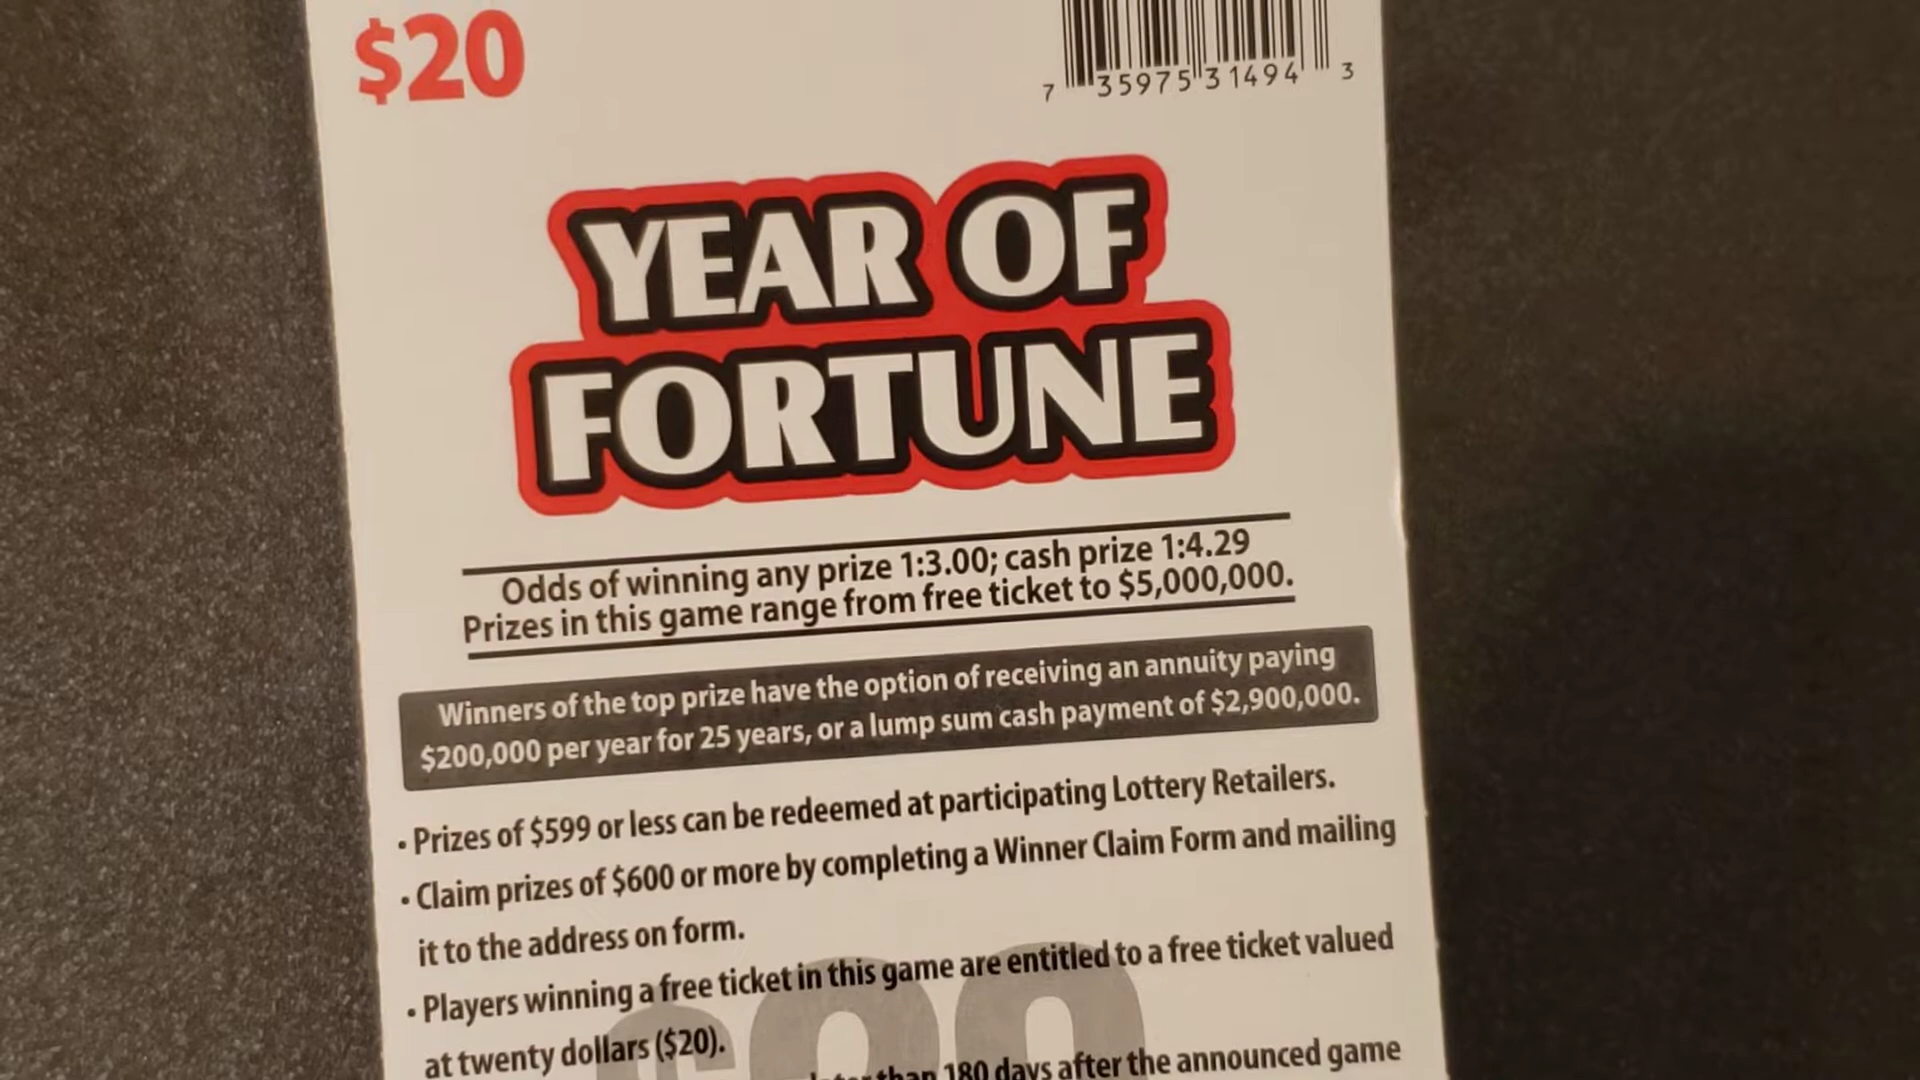 $20
7 35975 31494 3
YEAR OF
FORTUNE
Odds of winning any prize 1:3.00; cash prize 1:4.29
Prizes in this game range from free ticket to $5,000,000.
Winners of the top prize have the option of receiving an annuity paying
$200,000 per year for 25 years, or a lump sum cash payment of $2,900,000.
• Prizes of $599 or less can be redeemed at participating Lottery Retailers.
• Claim prizes of $600 or more by completing a Winner Claim Form and mailing
it to the address on form.
• Players winning a free ticket in this game are entitled to a free ticket valued
at twenty dollars ($20).
than 180 days after the announced game